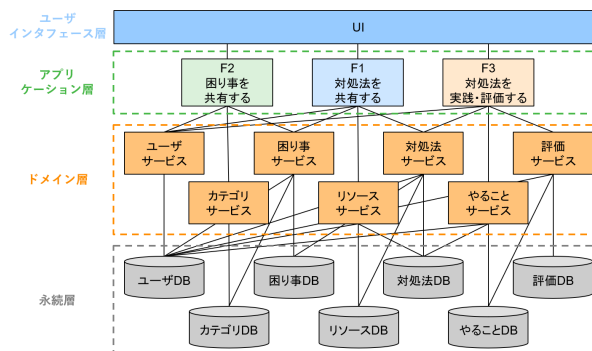 ユーザ
インタフェース層
UI
アプリ
ケーション層
F2
困り事を
共有する
F1
対処法を
共有する
F3
対処法を
実践・評価する
ドメイン層
ユーザ
サービス
困り事
サービス
対処法
サービス
評価
サービス
カテゴリ
サービス
リソース
サービス
やること
サービス
永続層
ユーザDB
困り事DB
対処法DB
評価DB
カテゴリDB
リソースDB
やることDB